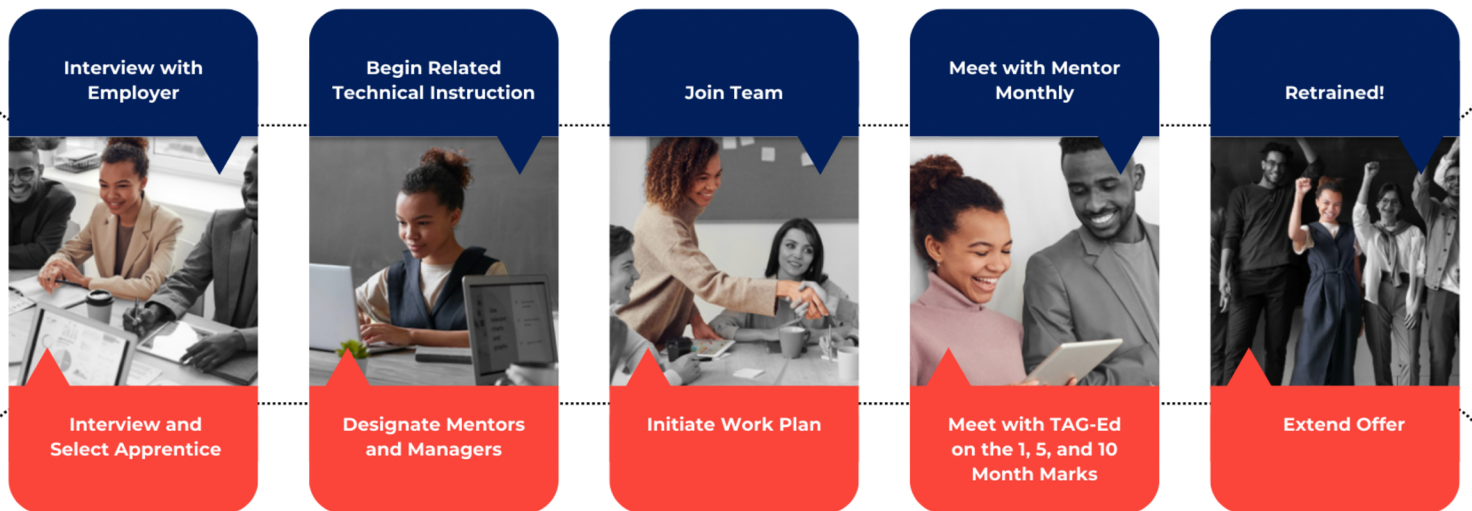 Interview with
Employer
Begin Related
Technical Instruction
Join Team
Meet with Mentor
Monthly
Retrained!
Interview and
Select Apprentice
Designate Mentors
and Managers
Initiate Work Plan
Meet with TAG-Ed
on the 1, 5, and 10
Month Marks
Extend Offer